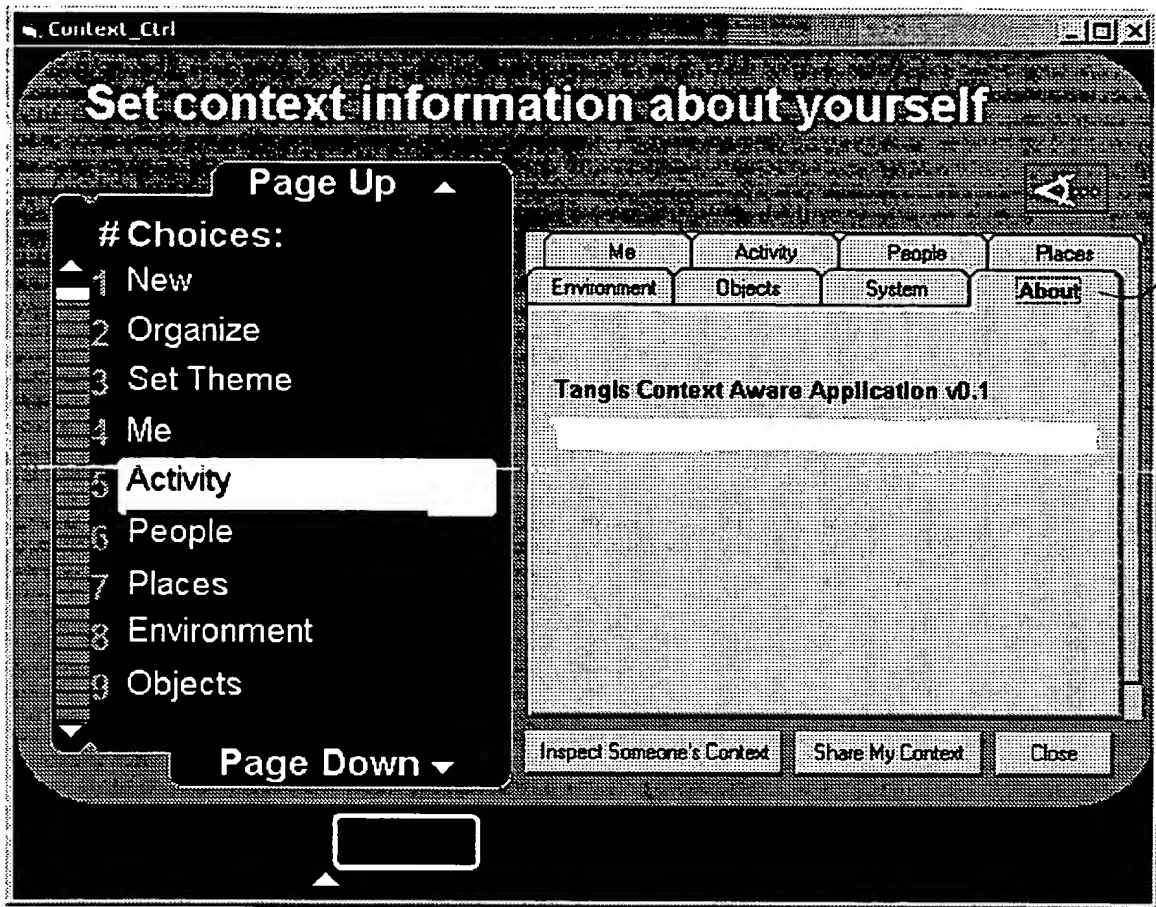 Context_Ctrl
Set context information about yourself
Page Up
# Choices:
1 New
2 Organize
3 Set Theme
4 Me
5 Activity
6 People
7 Places
8 Environment
9 Objects
Page Down
Me Activity People Places
Environment Objects System About
Tangis Context Aware Application v0.1
Inspect Someone's Context Share My Context Close